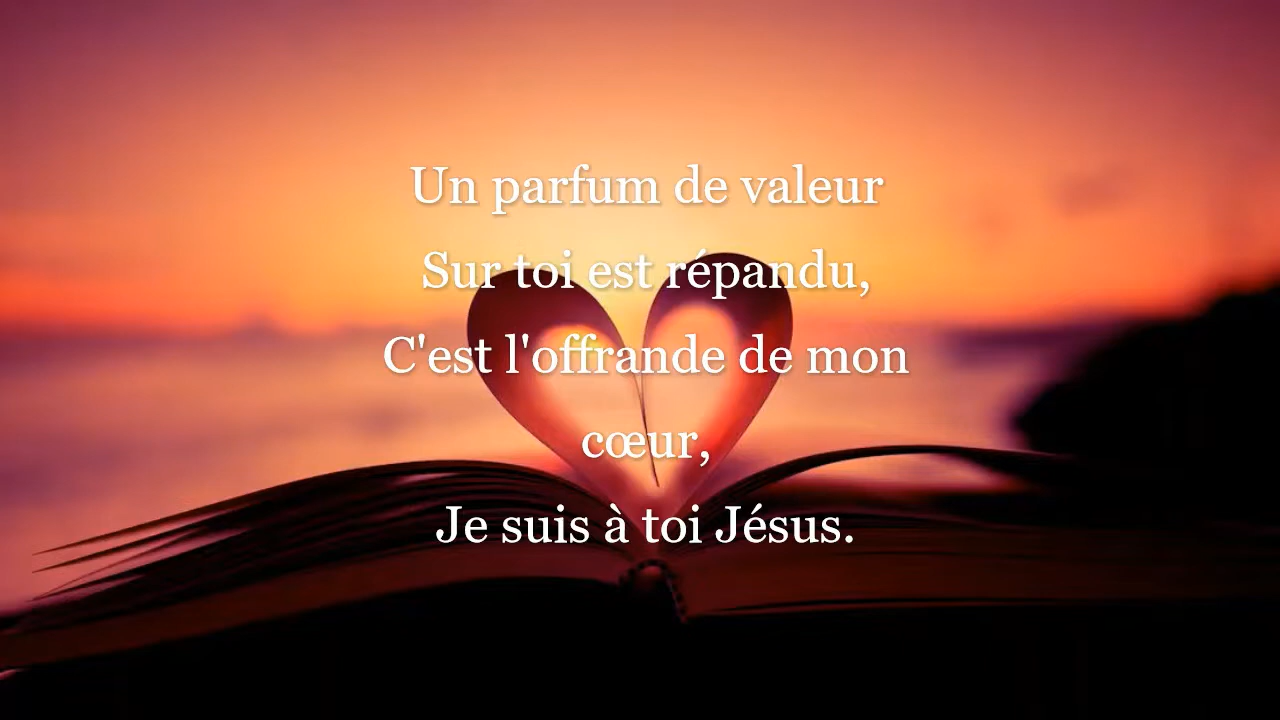 Un parfum de valeur
Sur toi est répandu,
C'est l'offrande de mon
cœur,
Je suis à toi Jésus.